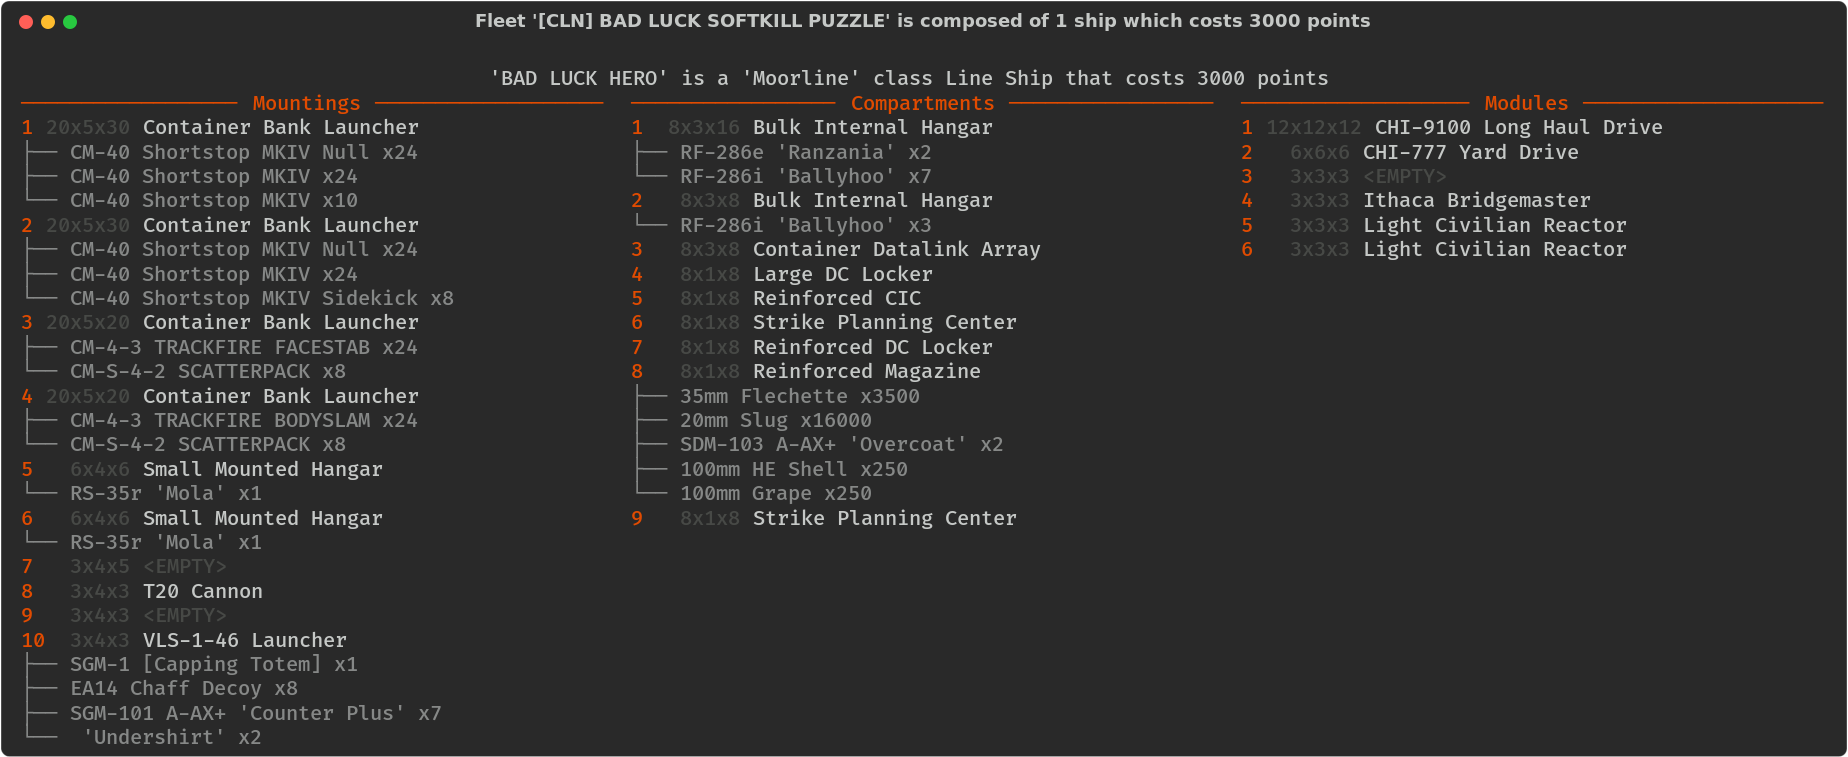 Fleet '[CLN] BAD LUCK SOFTKILL PUZZLE' is composed of 1 ship which costs 3000 points
'BAD LUCK HERO' is a 'Moorline' class Line Ship that costs 3000 points
Mountings
1 20x5x30 Container Bank Launcher
├── CM-40 Shortstop MKIV Null x24
├── CM-40 Shortstop MKIV x24
└── CM-40 Shortstop MKIV x10
2 20x5x30 Container Bank Launcher
├── CM-40 Shortstop MKIV Null x24
├── CM-40 Shortstop MKIV x24
└── CM-40 Shortstop MKIV Sidekick x8
3 20x5x20 Container Bank Launcher
├── CM-4-3 TRACKFIRE FACESTAB x24
└── CM-S-4-2 SCATTERPACK x8
4 20x5x20 Container Bank Launcher
├── CM-4-3 TRACKFIRE BODYSLAM x24
└── CM-S-4-2 SCATTERPACK x8
5 6x4x6 Small Mounted Hangar
└── RS-35r 'Mola' x1
6 6x4x6 Small Mounted Hangar
└── RS-35r 'Mola' x1
7 3x4x5 <EMPTY>
8 3x4x3 T20 Cannon
9 3x4x3 <EMPTY>
10 3x4x3 VLS-1-46 Launcher
├── SGM-1 [Capping Totem] x1
├── EA14 Chaff Decoy x8
├── SGM-101 A-AX+ 'Counter Plus' x7
└── 'Undershirt' x2
Compartments
1 8x3x16 Bulk Internal Hangar
├── RF-286e 'Ranzania' x2
└── RF-286i 'Ballyhoo' x7
2 8x3x8 Bulk Internal Hangar
└── RF-286i 'Ballyhoo' x3
3 8x3x8 Container Datalink Array
4 8x1x8 Large DC Locker
5 8x1x8 Reinforced CIC
6 8x1x8 Strike Planning Center
7 8x1x8 Reinforced DC Locker
8 8x1x8 Reinforced Magazine
├── 35mm Flechette x3500
├── 20mm Slug x16000
├── SDM-103 A-AX+ 'Overcoat' x2
├── 100mm HE Shell x250
└── 100mm Grape x250
9 8x1x8 Strike Planning Center
Modules
1 12x12x12 CHI-9100 Long Haul Drive
2 6x6x6 CHI-777 Yard Drive
3 3x3x3 <EMPTY>
4 3x3x3 Ithaca Bridgemaster
5 3x3x3 Light Civilian Reactor
6 3x3x3 Light Civilian Reactor